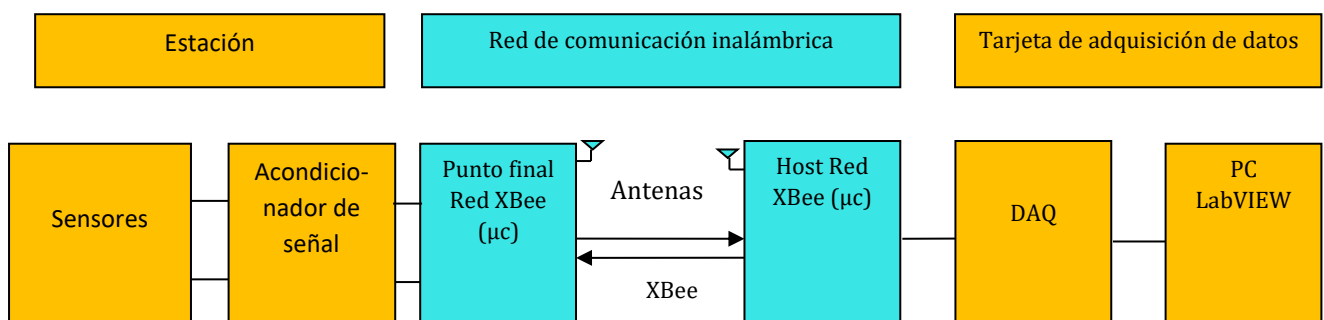 Estación
Red de comunicación inalámbrica
Tarjeta de adquisición de datos
Sensores
Acondicio-
nador de
señal
Punto final
Red XBee
(µc)
Antenas
XBee
Host Red
XBee (µc)
DAQ
PC
LabVIEW